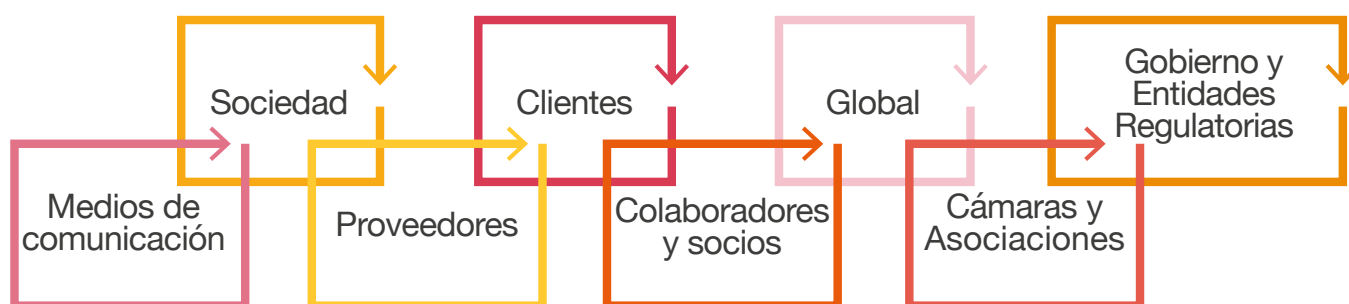 Sociedad
Clientes
Global
Gobierno y
Entidades
Regulatorias
Medios de
comunicación
Proveedores
Colaboradores
y socios
Cámaras y
Asociaciones